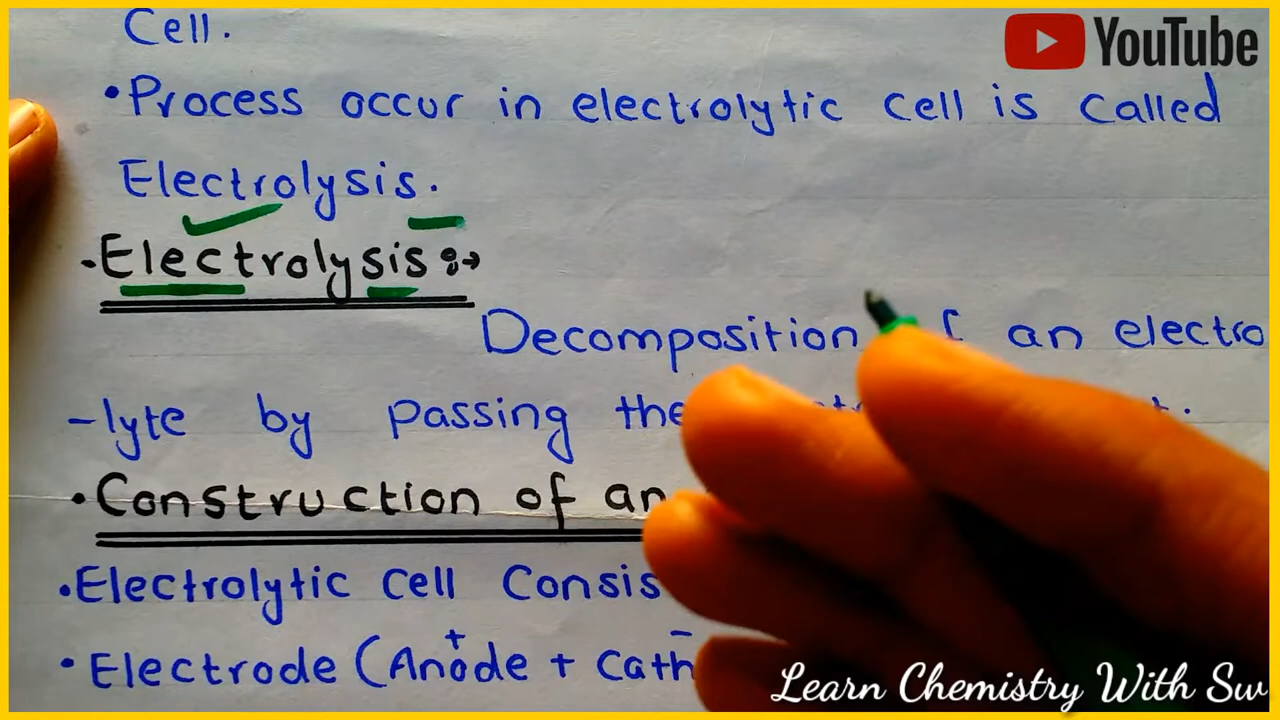 Cell.
YouTube
•Process occur in electrolytic cell is called
Electrolysis.
•Electrolysis:→
Decomposition an electro
-lyte by passing the
•Construction of an
•Electrolytic cell Consis
•Electrode (Anode + Cath
+ −
Learn Chemistry With Sw